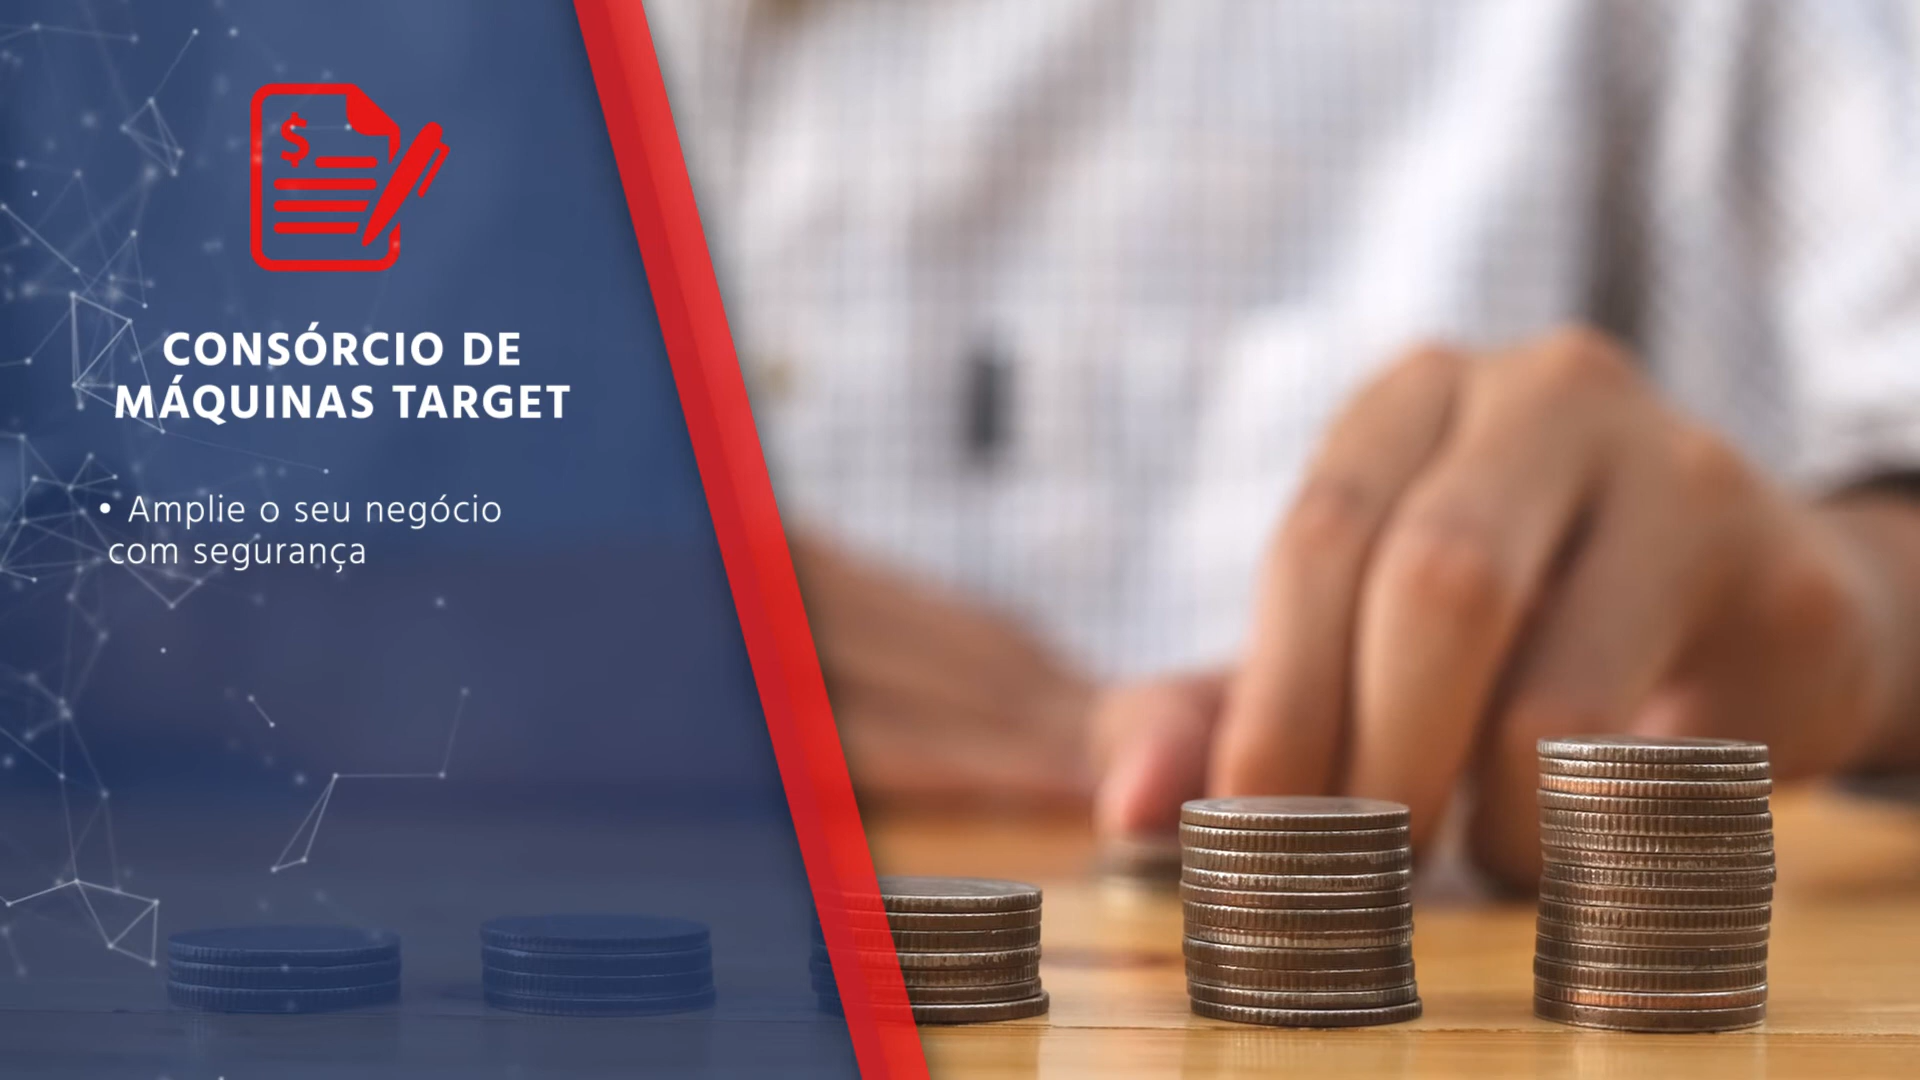 $
CONSÓRCIO DE
MÁQUINAS TARGET
• Amplie o seu negócio
com segurança